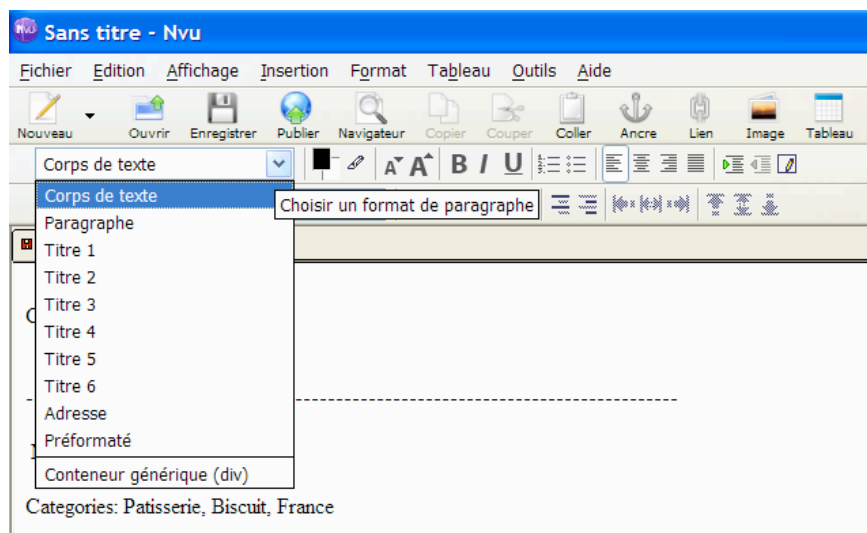 Sans titre - Nvu
Fichier Edition Affichage Insertion Format Tableau Outils Aide
Nouveau Ouvrir Enregistrer Publier Navigateur Copier Couper Coller Ancre Lien Image Tableau
Corps de texte
A A B I U
Corps de texte
Choisir un format de paragraphe
Paragraphe
Titre 1
Titre 2
Titre 3
Titre 4
Titre 5
Titre 6
Adresse
Préformaté
Conteneur générique (div)
Categories: Patisserie, Biscuit, France